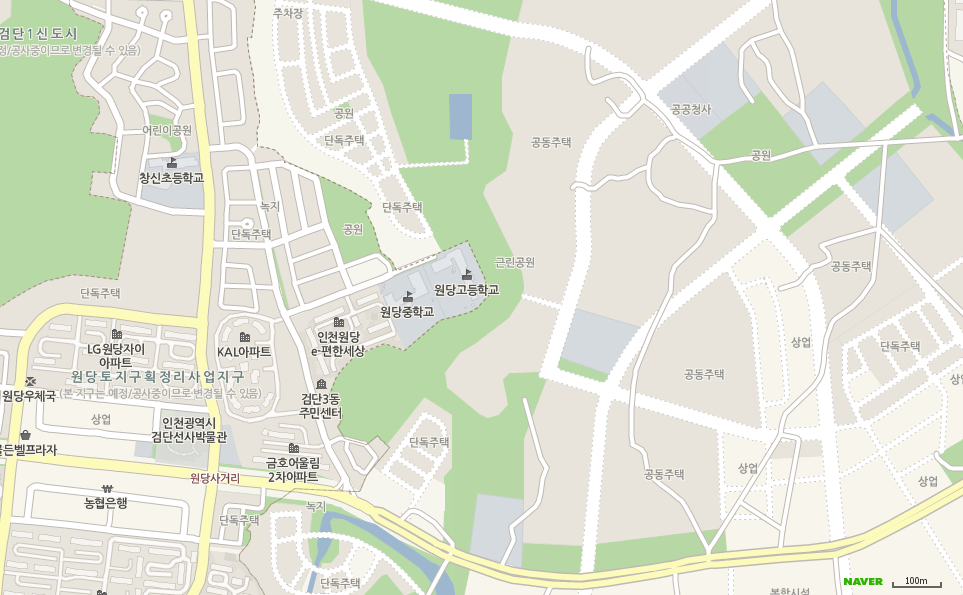 주차장
검단1신도시
정/공사중이므로 변경될 수 있음)
공원
공공청사
어린이공원
단독주택
공동주택
공원
창신초등학교
녹지
단독주택
단독주택
공원
근린공원
공동주택
원당고등학교
단독주택
원당중학교
인천원당
e-편한세상
LG원당자이
아파트
KAL아파트
상업
단독주택
원당토지구획정리사업지구
(본 지구는 예정/공사중이므로 변경될 수 있음)
공동주택
상
원당우체국
검단3동
주민센터
상업
인천광역시
검단선사박물관
단독주택
든벨프라자
금호어울림
2차아파트
원당사거리
공동주택
상업
상업
농협은행
녹지
단독주택
단독주택
복합시설
NAVER
100m